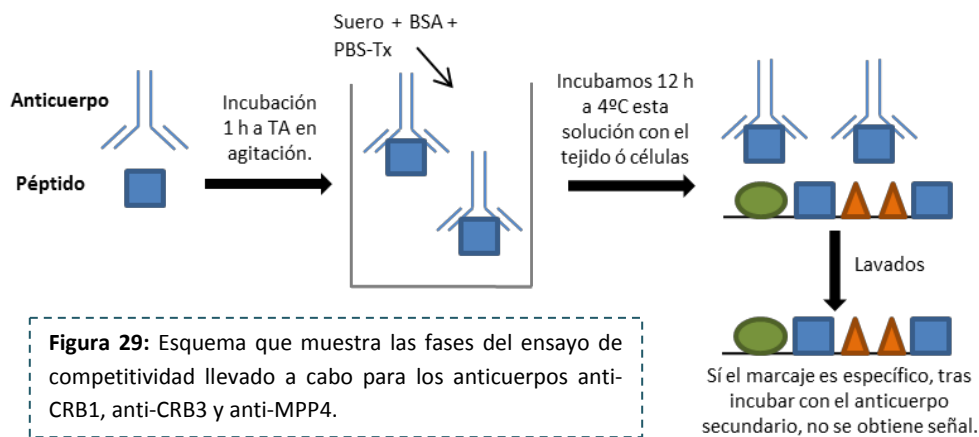 Suero + BSA +
PBS-Tx
Anticuerpo
Péptido
Incubación
1 h a TA en
agitación.
Incubamos 12 h
a 4ºC esta
solución con el
tejido ó células
Lavados
Sí el marcaje es específico, tras
incubar con el anticuerpo
secundario, no se obtiene señal.
Figura 29: Esquema que muestra las fases del ensayo de
competitividad llevado a cabo para los anticuerpos anti-
CRB1, anti-CRB3 y anti-MPP4.